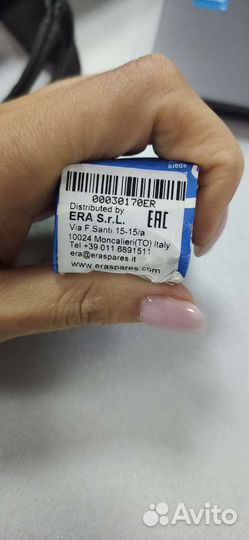 spare
00030170ER
Distributed by
ERA S.r.L. EAC
Via F.Santi 15-15/a
10024 Moncalieri(TO) Italy
Tel +39 011 6891511
era@eraspares.it
www.eraspares.com
Avito